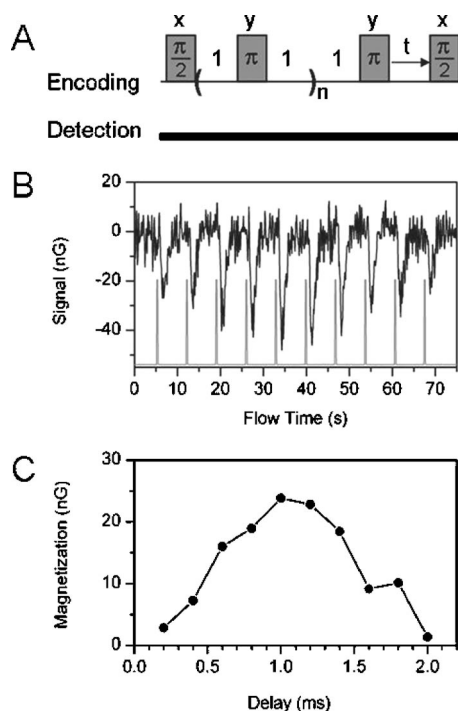 A
x y y x
π/2 ( 1 π 1 )n 1 π t π/2
Encoding
Detection
B
20
0
-20
-40
Signal (nG)
0 10 20 30 40 50 60 70
Flow Time (s)
C
30
20
10
0
Magnetization (nG)
0.0 0.5 1.0 1.5 2.0
Delay (ms)